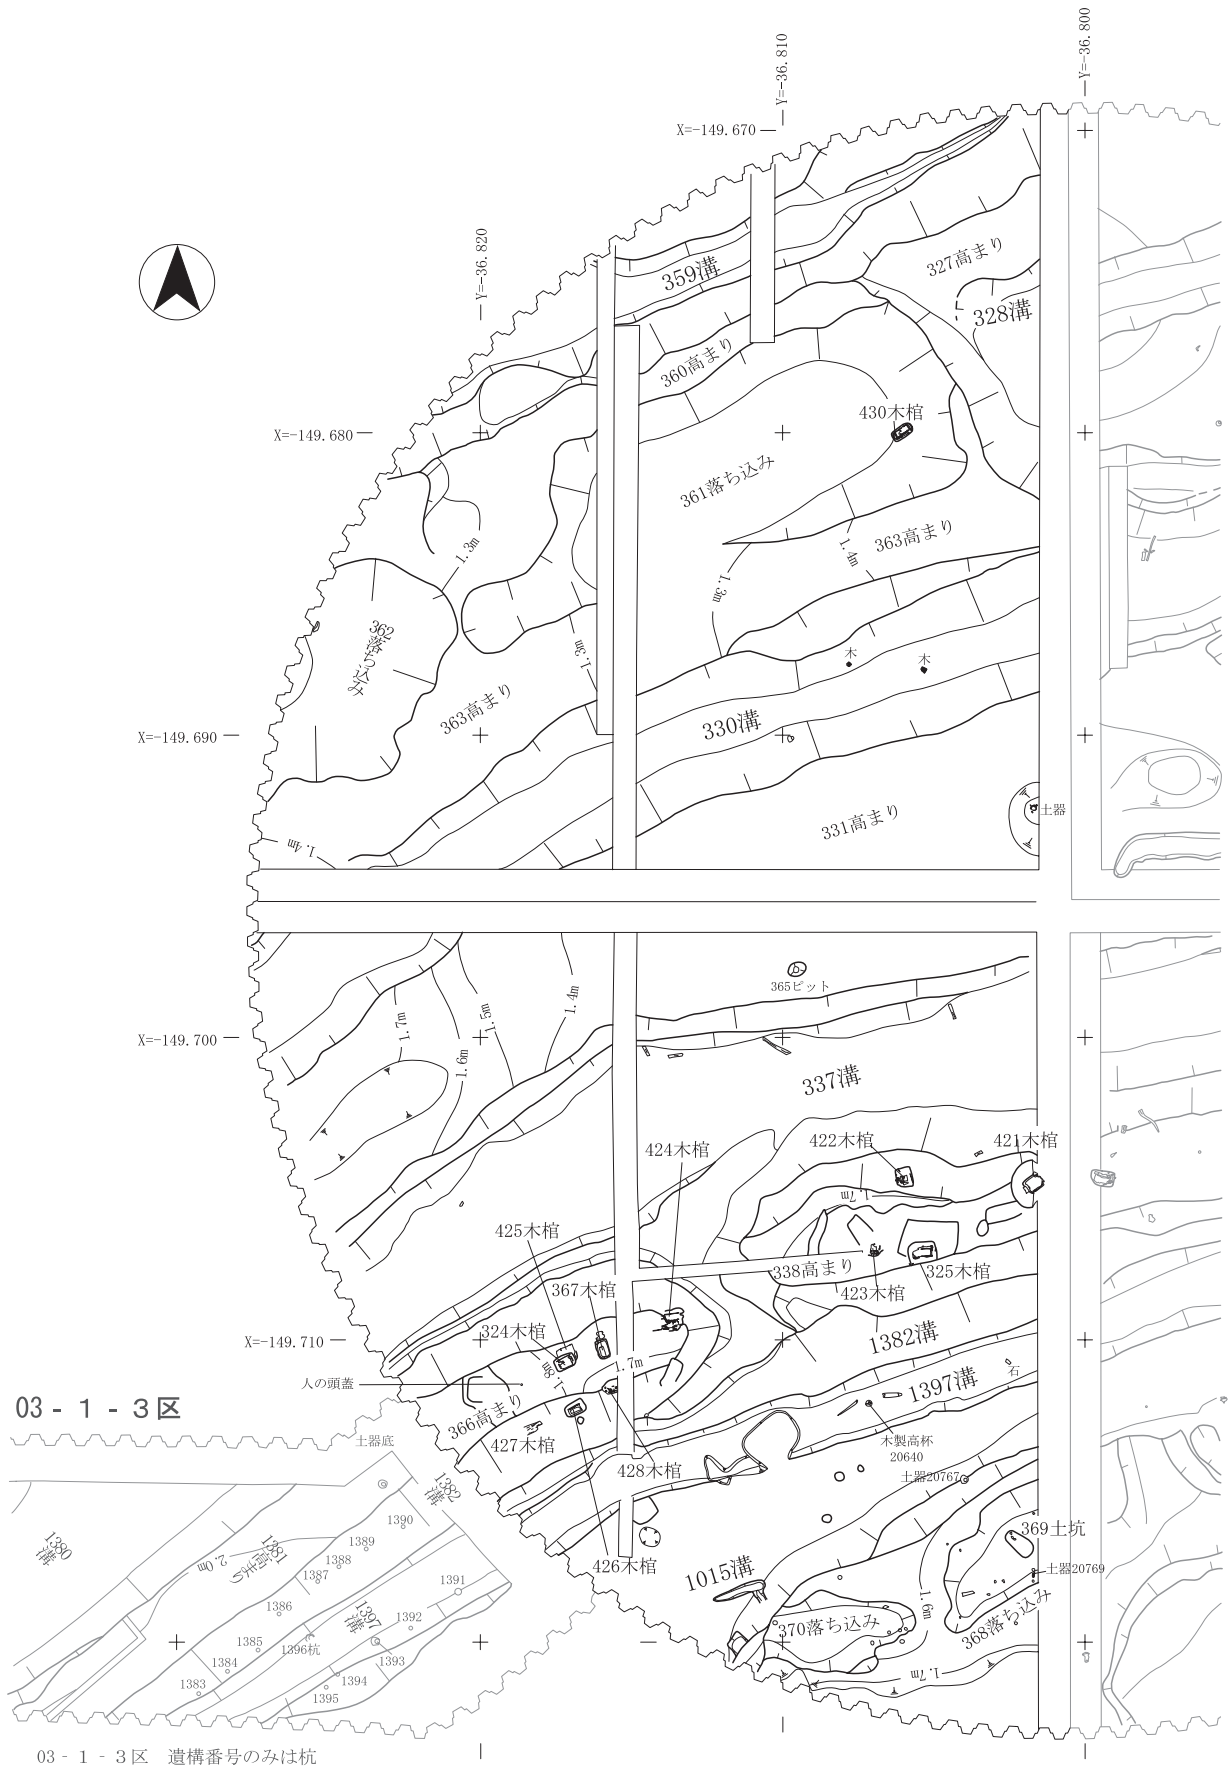 Y=-36.800
Y=-36.810
X=-149.670
Y=-36.820
327高まり
359溝
328溝
360高まり
430木棺
X=-149.680
361落ち込み
363高まり
1.4m
1.3m
1.3m
362落ち込み
木
木
1.3m
363高まり
330溝
X=-149.690
土器
331高まり
1.4m
365ピット
1.4m
1.5m
1.7m
X=-149.700
1.6m
337溝
422木棺
421木棺
424木棺
1.7m
425木棺
338高まり
325木棺
367木棺
423木棺
324木棺
X=-149.710
1382溝
1.7m
1.8m
石
人の頭蓋
1397溝
03-1-3区
366高まり
土器底
427木棺
木製高杯
20640
428木棺
土器20767
1382溝
1390
369土坑
1380溝
1381高まり
1389
2.0m
1388
426木棺
土器20769
1387
1391
1015溝
1386
1397溝
1392
1.6m
370落ち込み
368落ち込み
1385
1396杭
1393
1384
1.7m
1394
1383
1395
03-1-3区 遺構番号のみは杭